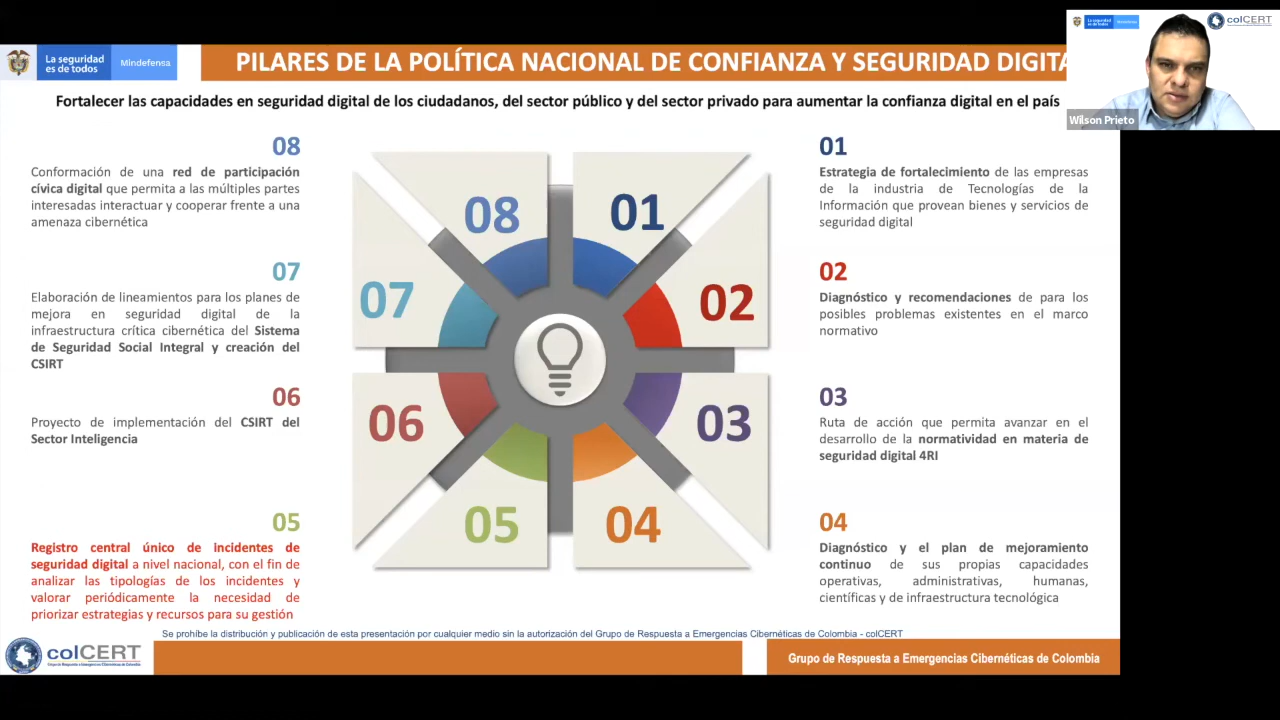 La seguridad
es de todos
Mindefensa
PILARES DE LA POLÍTICA NACIONAL DE CONFIANZA Y SEGURIDAD DIGITA
Fortalecer las capacidades en seguridad digital de los ciudadanos, del sector público y del sector privado para aumentar la confianza digital en el país
La seguridad
es de todos
colCERT
Wilson Prieto
08
Conformación de una red de participación
cívica digital que permita a las múltiples partes
interesadas interactuar y cooperar frente a una
amenaza cibernética
07
Elaboración de lineamientos para los planes de
mejora en seguridad digital de la
infraestructura crítica cibernética del Sistema
de Seguridad Social Integral y creación del
CSIRT
06
Proyecto de implementación del CSIRT del
Sector Inteligencia
05
Registro central único de incidentes de
seguridad digital a nivel nacional, con el fin de
analizar las tipologías de los incidentes y
valorar periódicamente la necesidad de
priorizar estrategias y recursos para su gestión
08
01
07
02
06
03
05
04
01
Estrategia de fortalecimiento de las empresas
de la industria de Tecnologías de la
Información que provean bienes y servicios de
seguridad digital
02
Diagnóstico y recomendaciones de para los
posibles problemas existentes en el marco
normativo
03
Ruta de acción que permita avanzar en el
desarrollo de la normatividad en materia de
seguridad digital 4RI
04
Diagnóstico y el plan de mejoramiento
continuo de sus propias capacidades
operativas, administrativas, humanas,
científicas y de infraestructura tecnológica
Se prohíbe la distribución y publicación de esta presentación por cualquier medio sin la autorización del Grupo de Respuesta a Emergencias Cibernéticas de Colombia - colCERT
colCERT
Grupo de Respuesta a Emergencias Cibernéticas de Colombia
Grupo de Respuesta a Emergencias Cibernéticas de Colombia